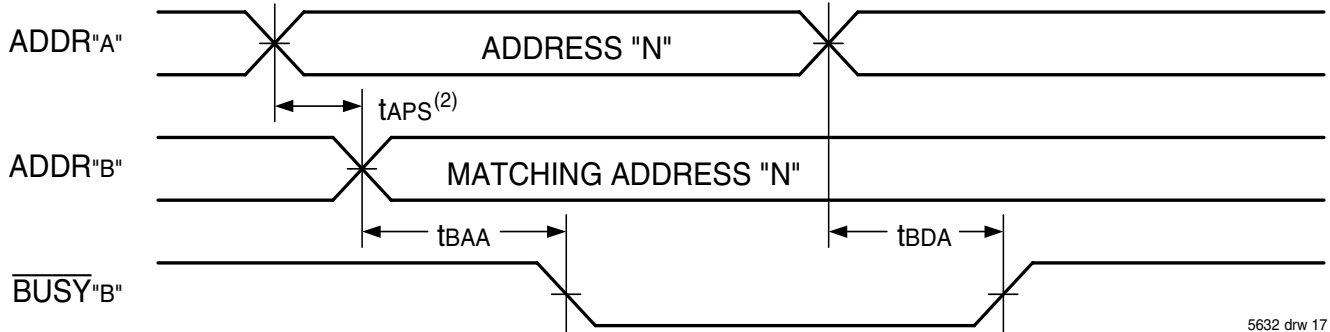 ADDR"A"
ADDRESS "N"
tAPS(2)
ADDR"B"
MATCHING ADDRESS "N"
tBAA
tBDA
BUSY"B"
5632 drw 17